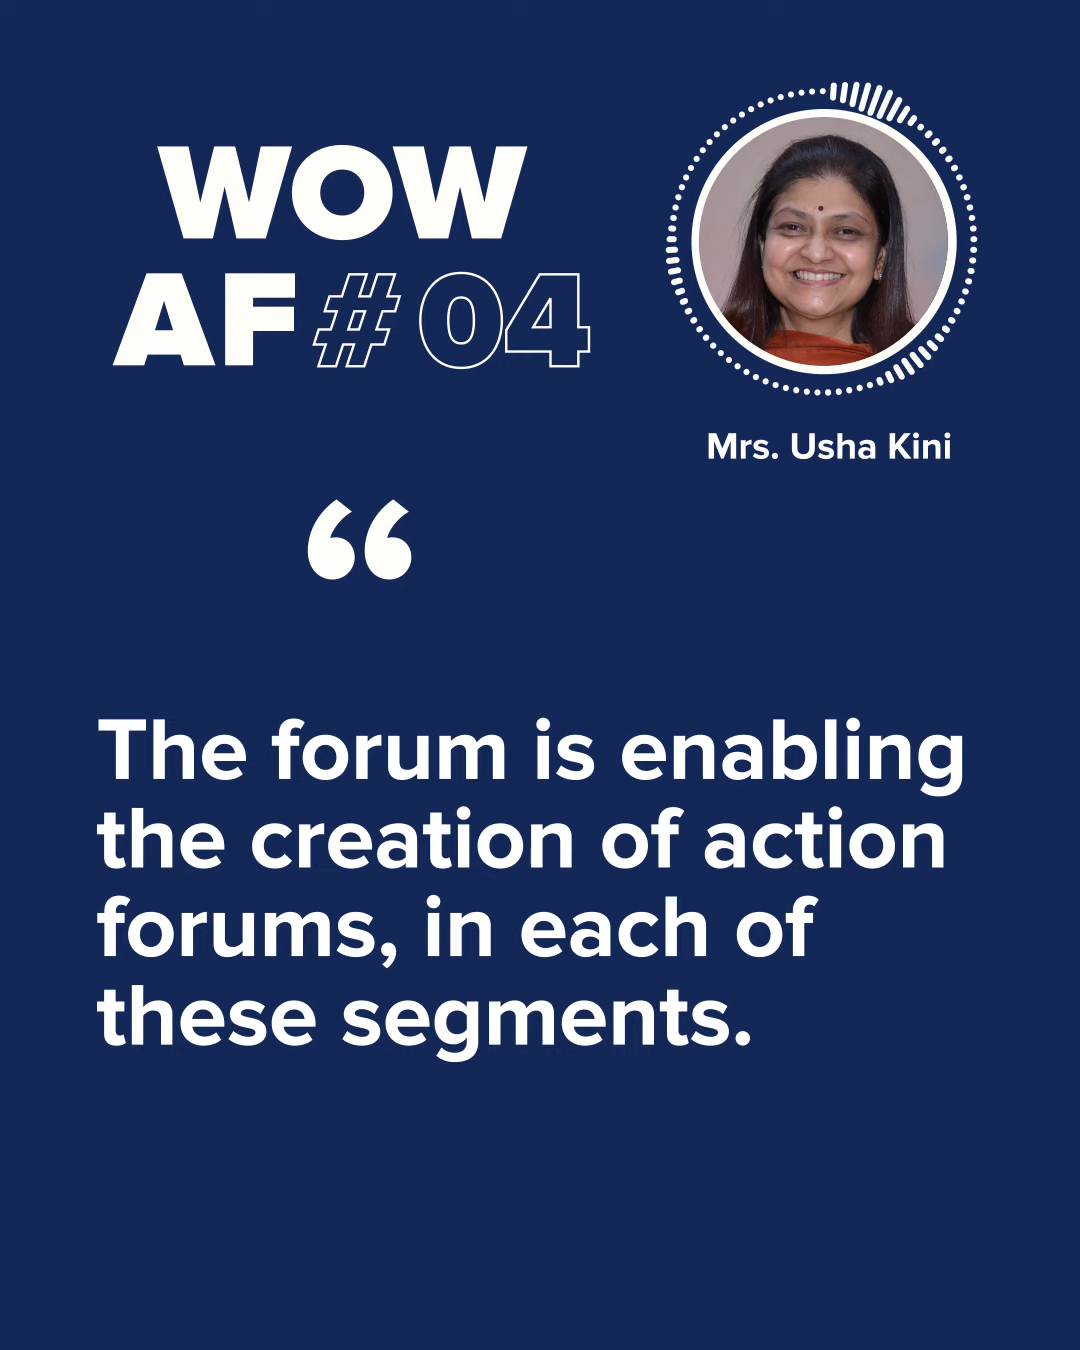 WOW
AF # 04
Mrs. Usha Kini
“
The forum is enabling
the creation of action
forums, in each of
these segments.